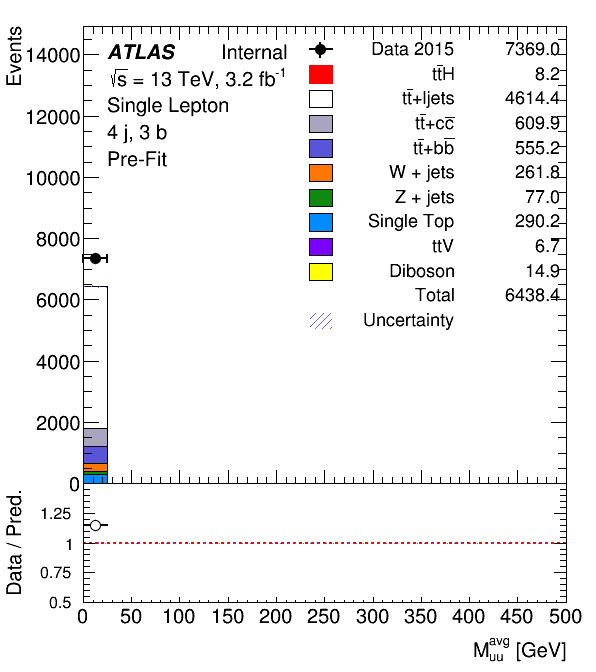 Events
14000
12000
10000
8000
6000
4000
2000
0
ATLAS Internal
√s = 13 TeV, 3.2 fb⁻¹
Single Lepton
4 j, 3 b
Pre-Fit
Data 2015 7369.0
tt̄H 8.2
tt̄+ljets 4614.4
tt̄+cc̄ 609.9
tt̄+bb̄ 555.2
W + jets 261.8
Z + jets 77.0
Single Top 290.2
ttV 6.7
Diboson 14.9
Total 6438.4
Uncertainty
Data / Pred.
1.25
1
0.75
0.5
0 50 100 150 200 250 300 350 400 450 500
M_uu^avg [GeV]